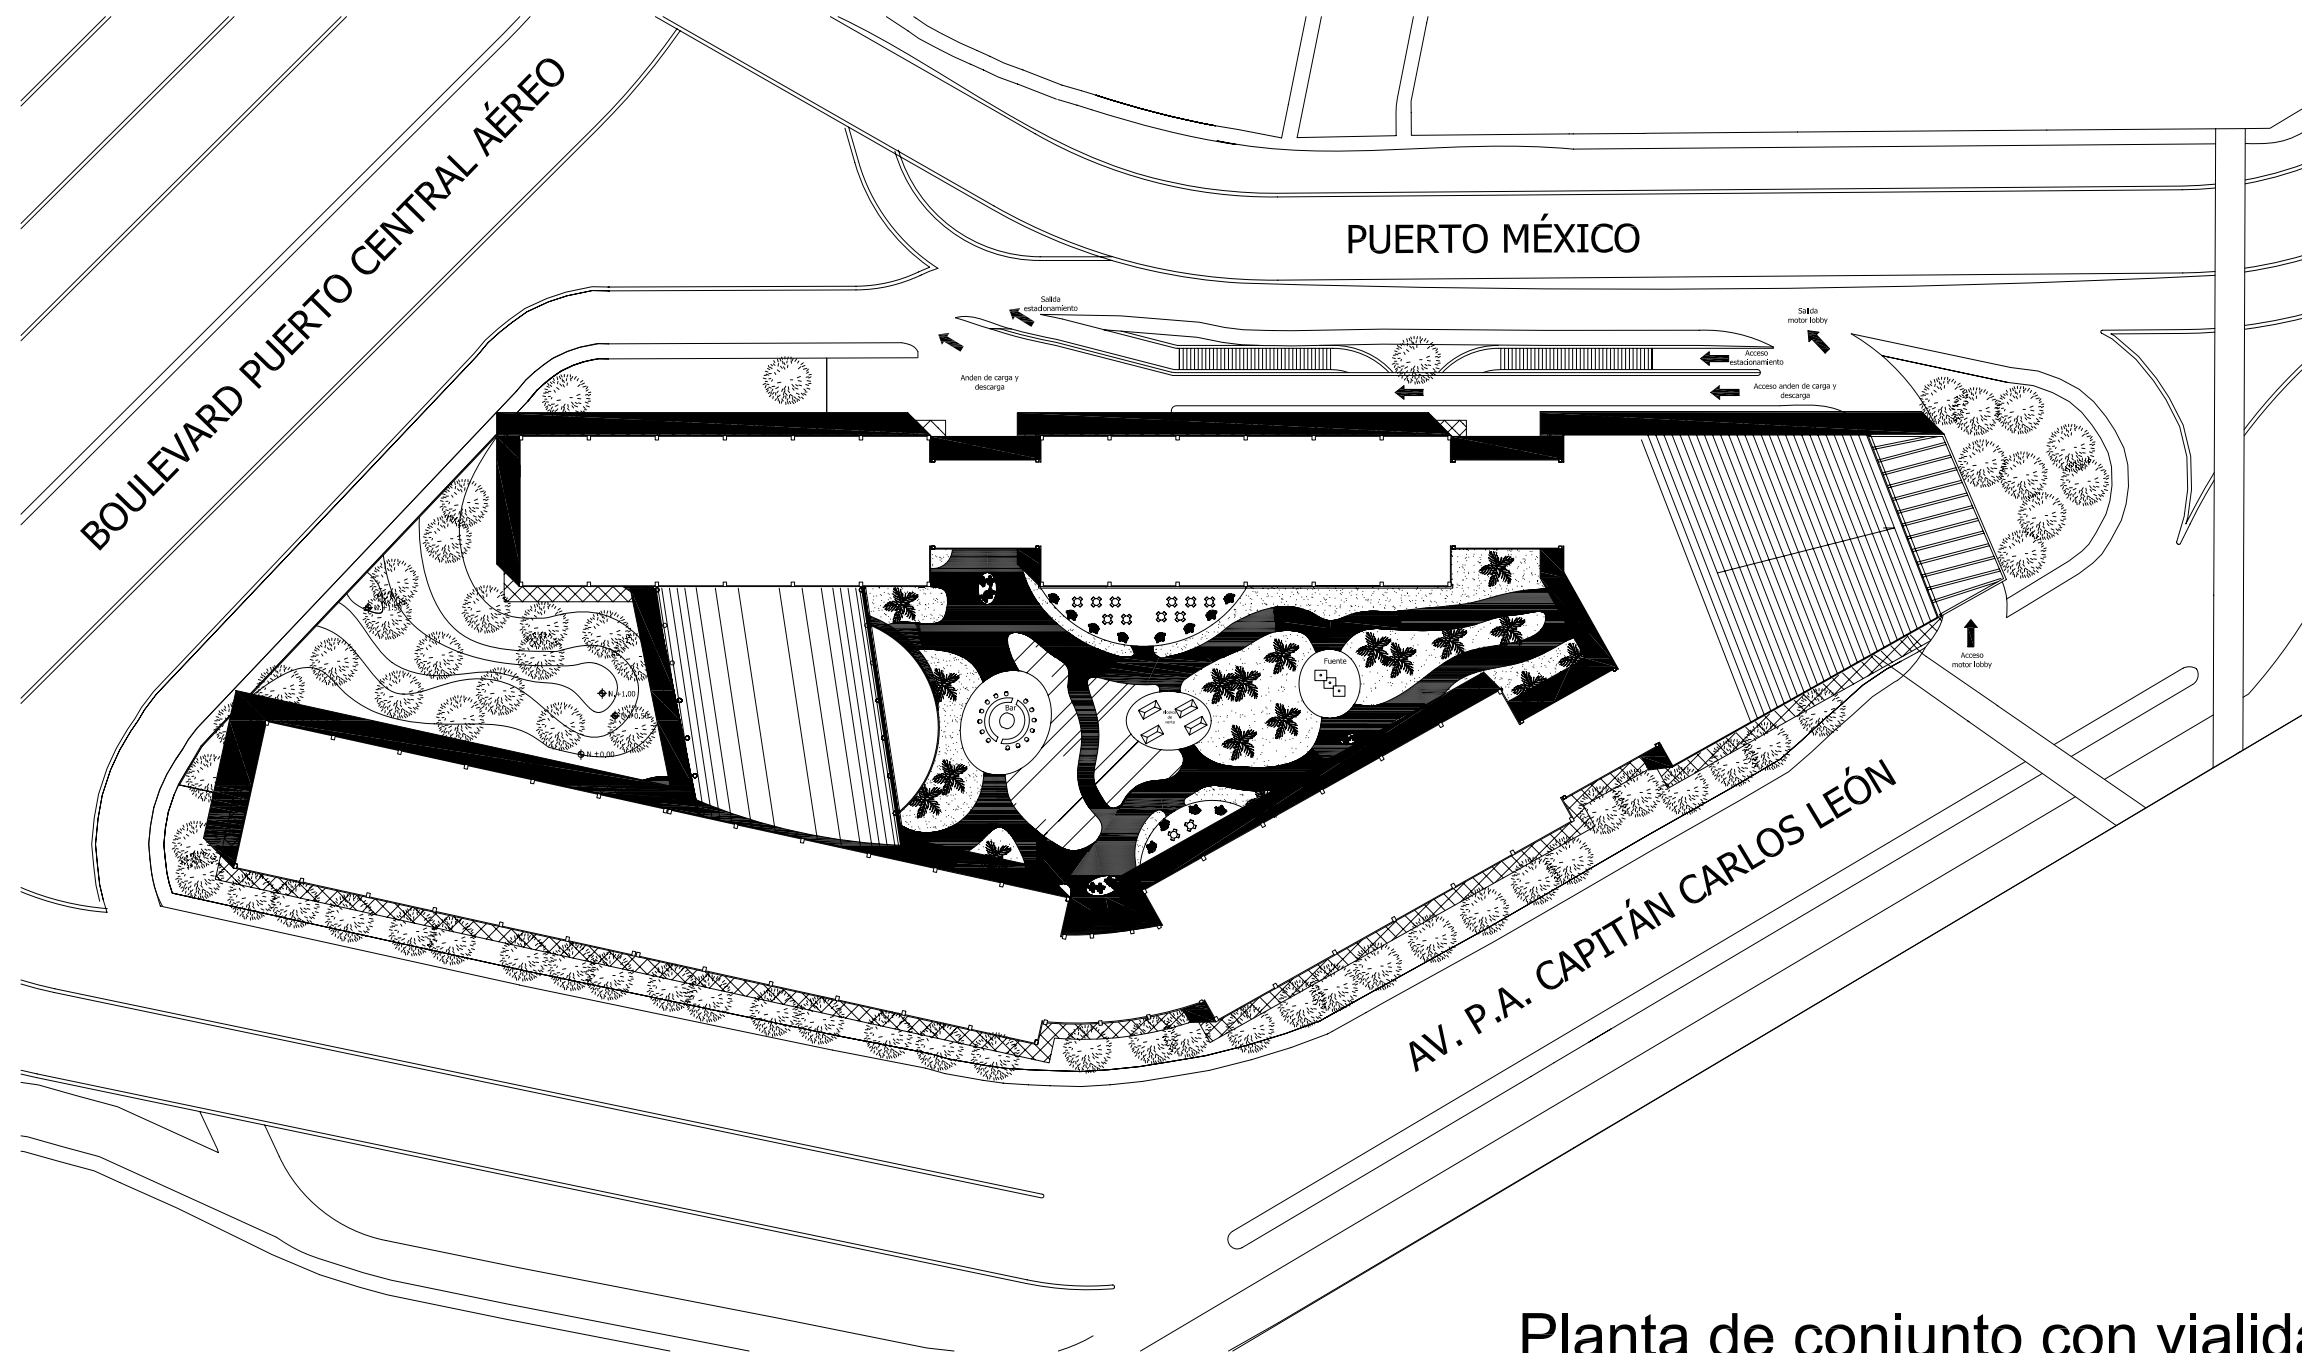 BOULEVARD PUERTO CENTRAL AÉREO
PUERTO MÉXICO
Salida
estacionamiento
Salida
motor lobby
Acceso
estacionamiento
Anden de carga y
descarga
Acceso anden de carga y
descarga
Fuente
Bar
N +1.00
N +0.50
N ±0.00
Acceso
motor lobby
AV. P.A. CAPITÁN CARLOS LEÓN
Planta de conjunto con vialida